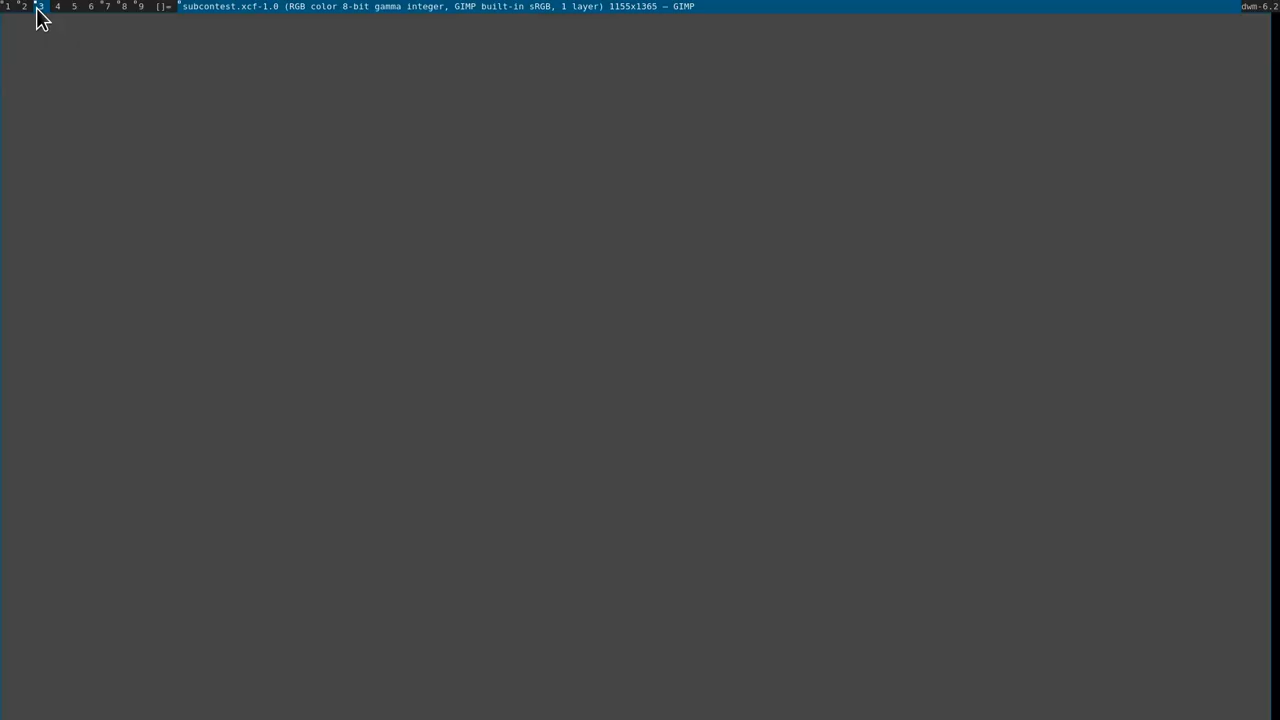 1 2 3 4 5 6 7 8 9 []= subcontest.xcf-1.0 (RGB color 8-bit gamma integer, GIMP built-in sRGB, 1 layer) 1155x1365 – GIMP dwm-6.2